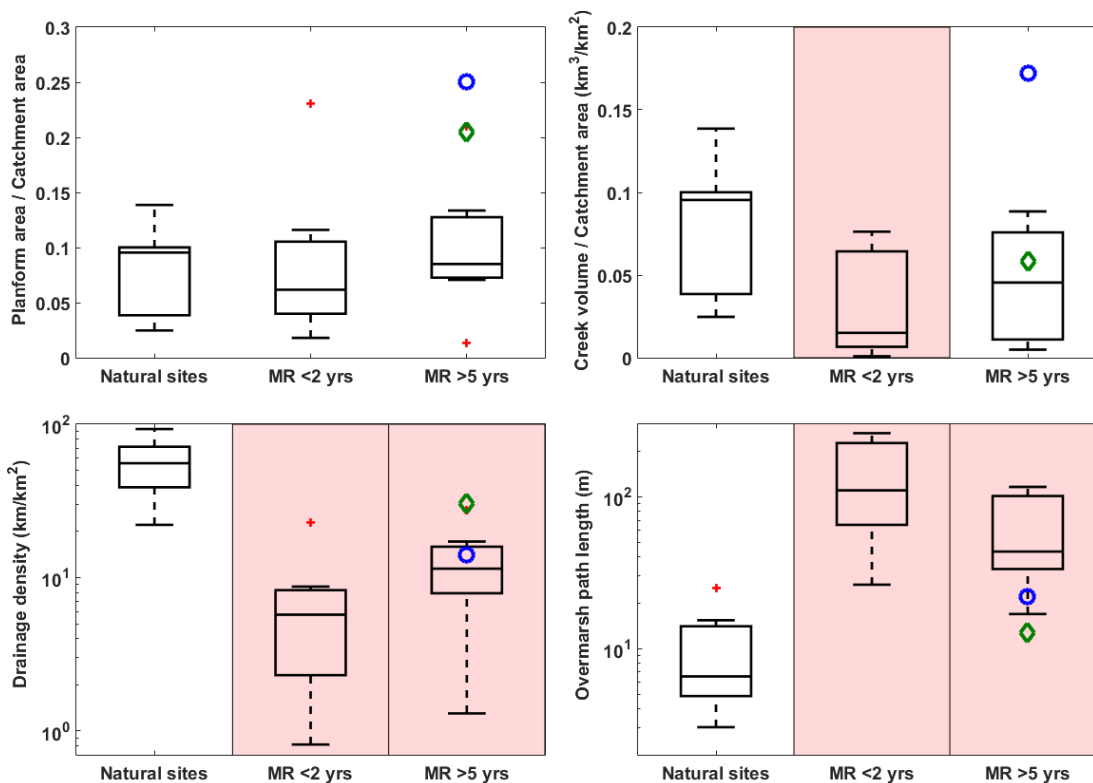 Planform area / Catchment area
0.3
0.25
0.2
0.15
0.1
0.05
0
Natural sites
MR <2 yrs
MR >5 yrs
Creek volume / Catchment area (km³/km²)
0.2
0.15
0.1
0.05
0
Natural sites
MR <2 yrs
MR >5 yrs
Drainage density (km/km²)
10²
10¹
10⁰
Natural sites
MR <2 yrs
MR >5 yrs
Overmarsh path length (m)
10²
10¹
Natural sites
MR <2 yrs
MR >5 yrs